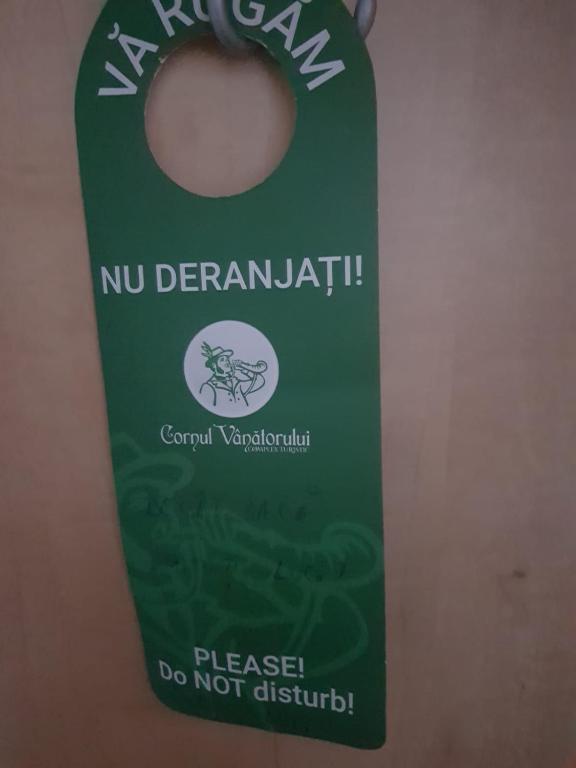 VĂ RUGĂM
NU DERANJAȚI!
Cornul Vânătorului
COMPLEX TURISTIC
PLEASE!
Do NOT disturb!